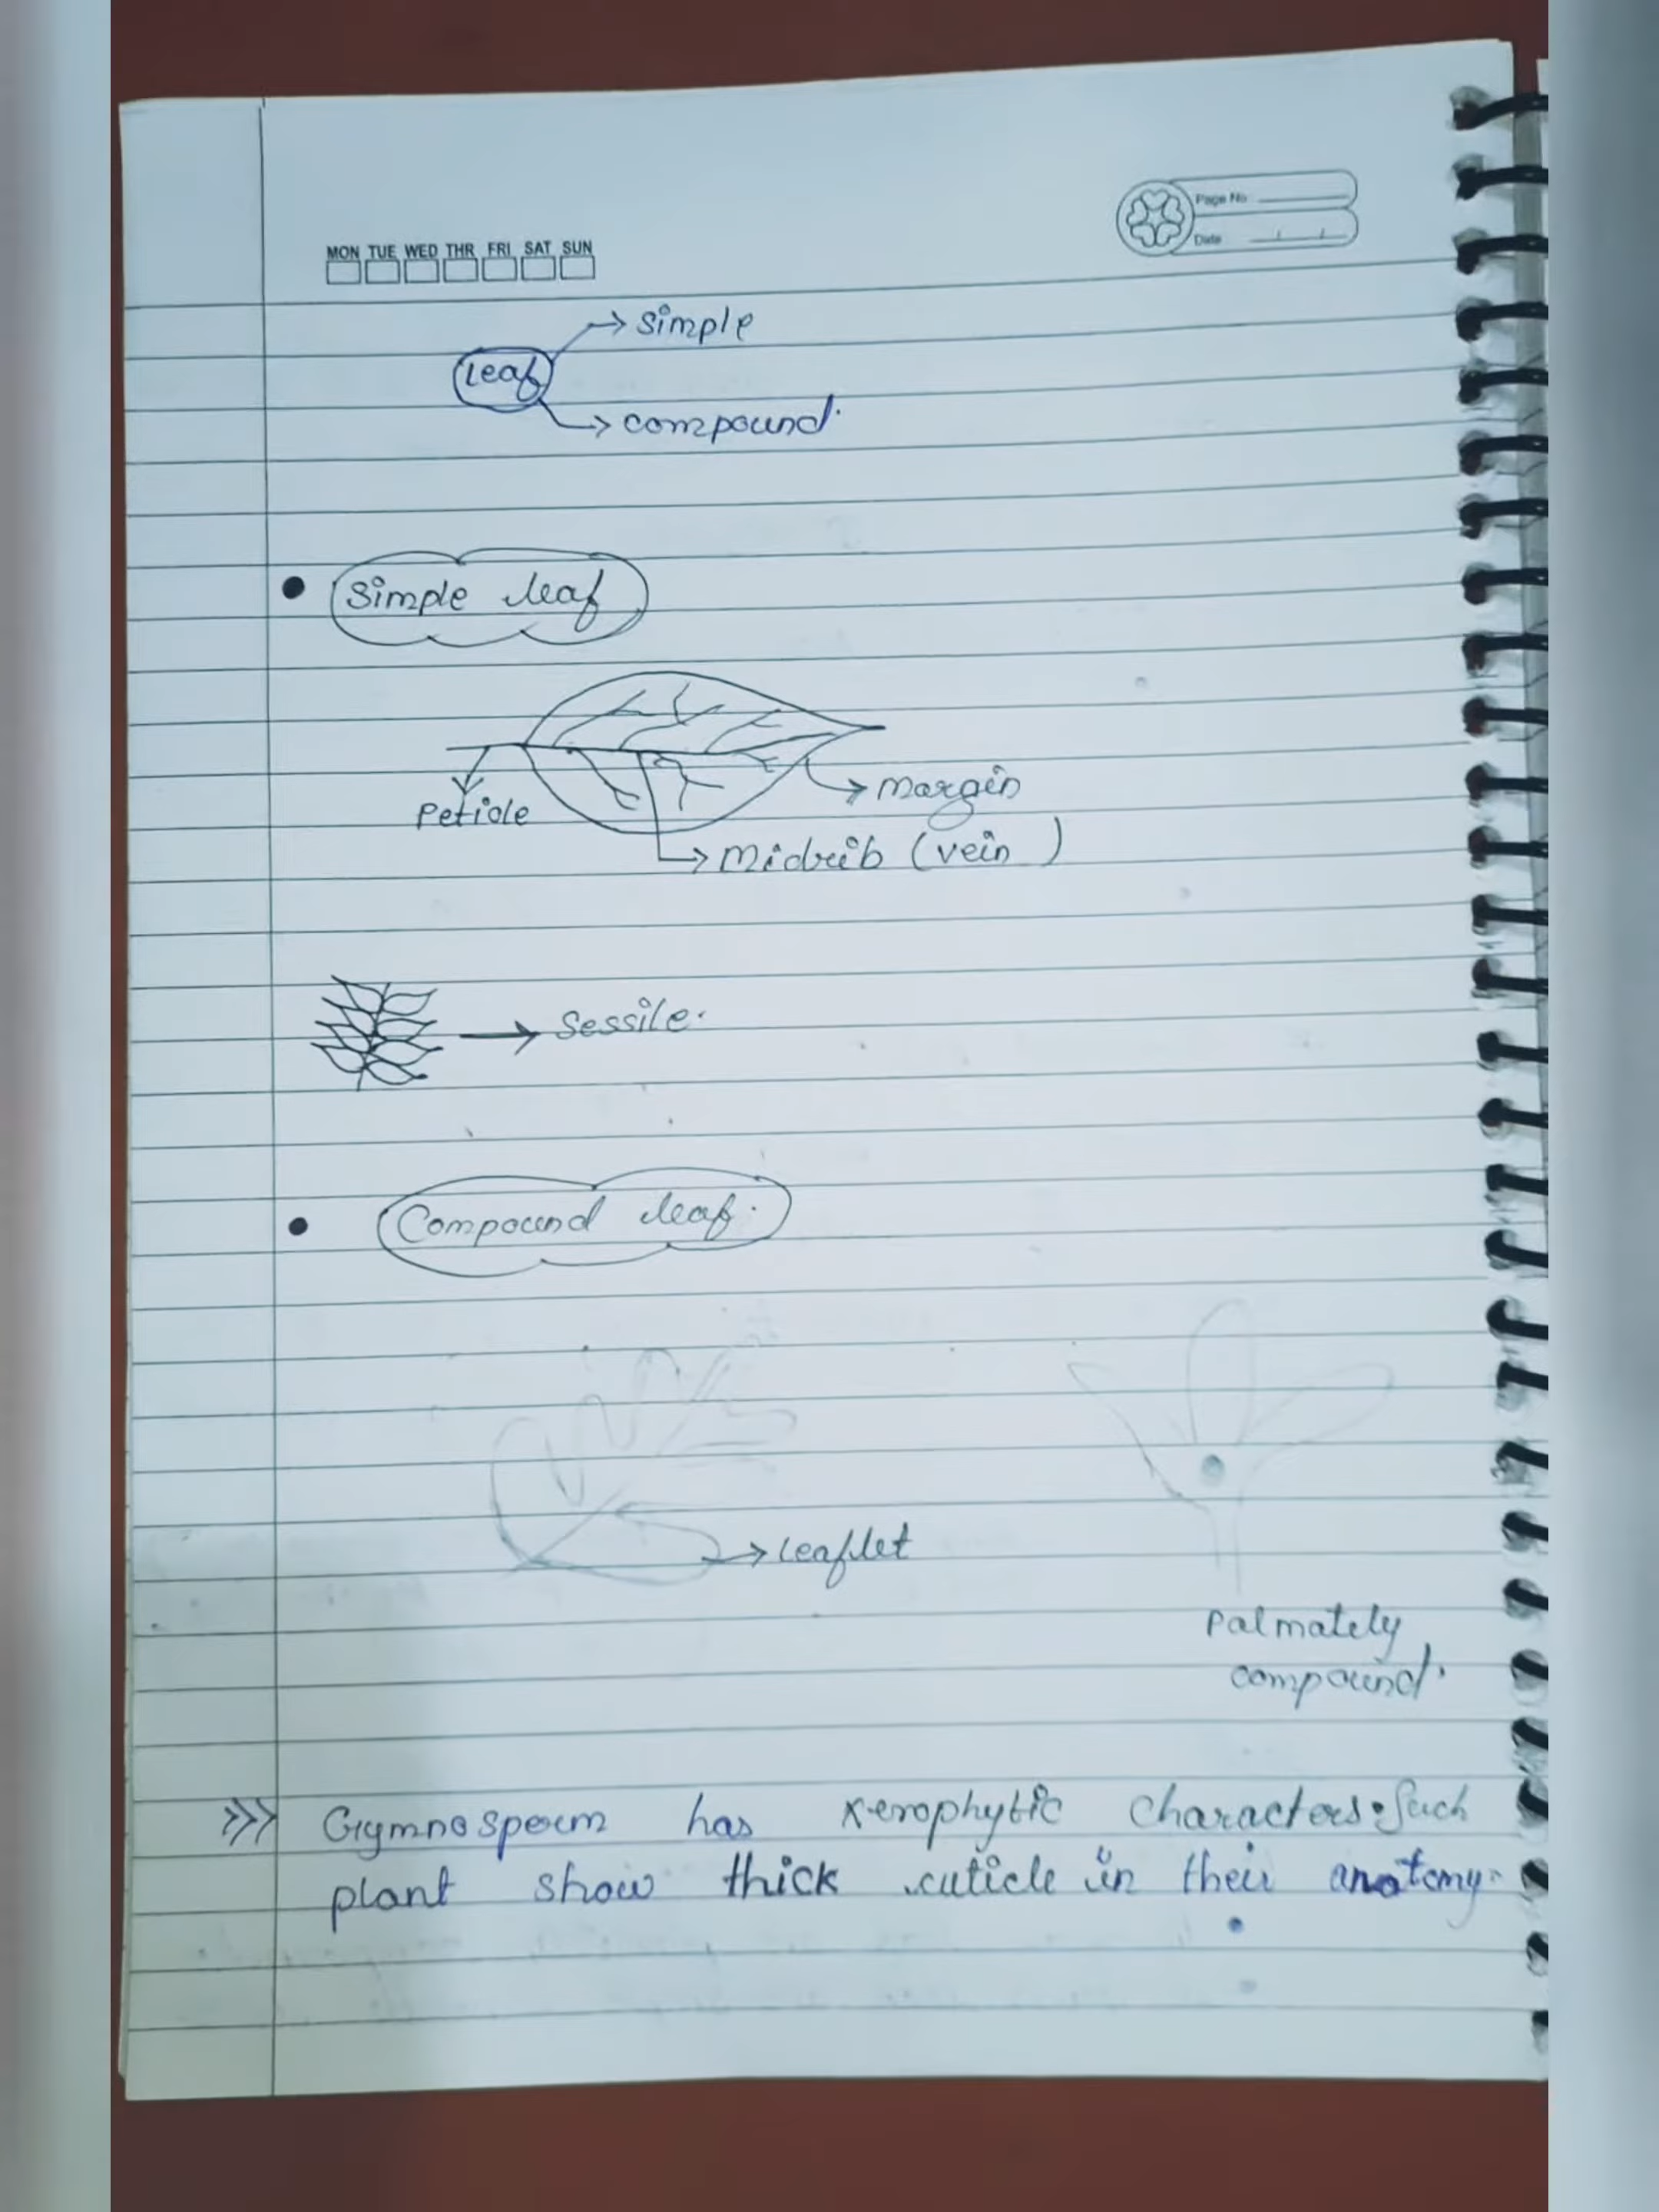 Page No
Date
MON TUE WED THR FRI SAT SUN
simple
Leaf
compound.
Simple leaf
margin
Petiole
Midrib (vein )
Sessile.
Compound leaf.
Leaflet
Palmately
compound.
>>> Gymnosperm has xerophytic characters. Such
plant show thick cuticle in their anatomy.